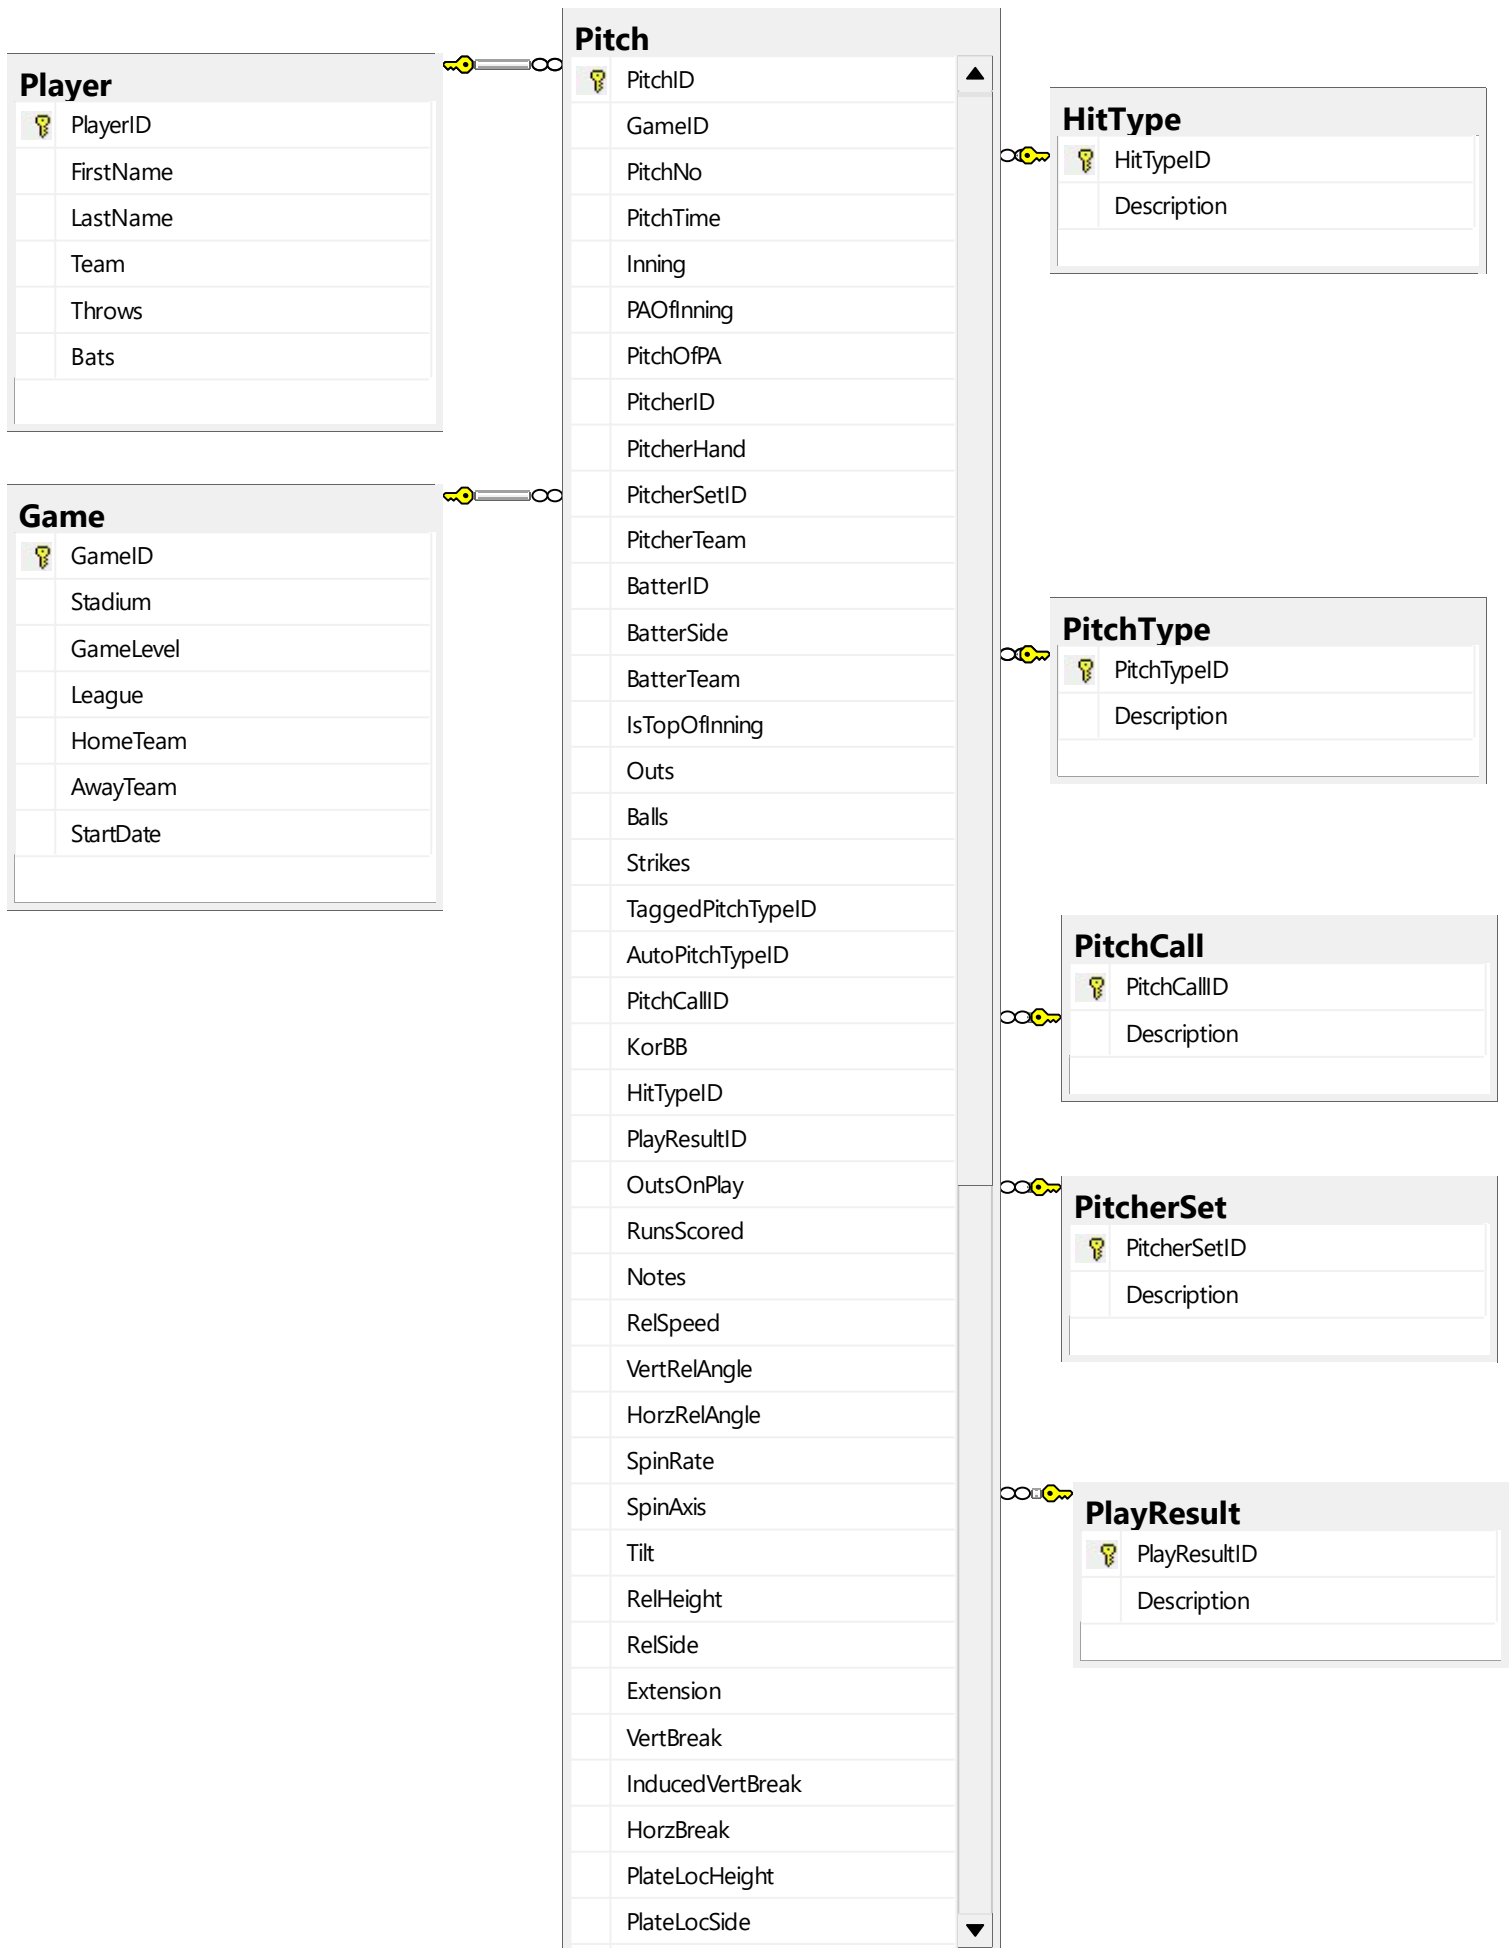 Player
PlayerID
FirstName
LastName
Team
Throws
Bats
Game
GameID
Stadium
GameLevel
League
HomeTeam
AwayTeam
StartDate
Pitch
PitchID
GameID
PitchNo
PitchTime
Inning
PAOfInning
PitchOfPA
PitcherID
PitcherHand
PitcherSetID
PitcherTeam
BatterID
BatterSide
BatterTeam
IsTopOfInning
Outs
Balls
Strikes
TaggedPitchTypeID
AutoPitchTypeID
PitchCallID
KorBB
HitTypeID
PlayResultID
OutsOnPlay
RunsScored
Notes
RelSpeed
VertRelAngle
HorzRelAngle
SpinRate
SpinAxis
Tilt
RelHeight
RelSide
Extension
VertBreak
InducedVertBreak
HorzBreak
PlateLocHeight
PlateLocSide
HitType
HitTypeID
Description
PitchType
PitchTypeID
Description
PitchCall
PitchCallID
Description
PitcherSet
PitcherSetID
Description
PlayResult
PlayResultID
Description